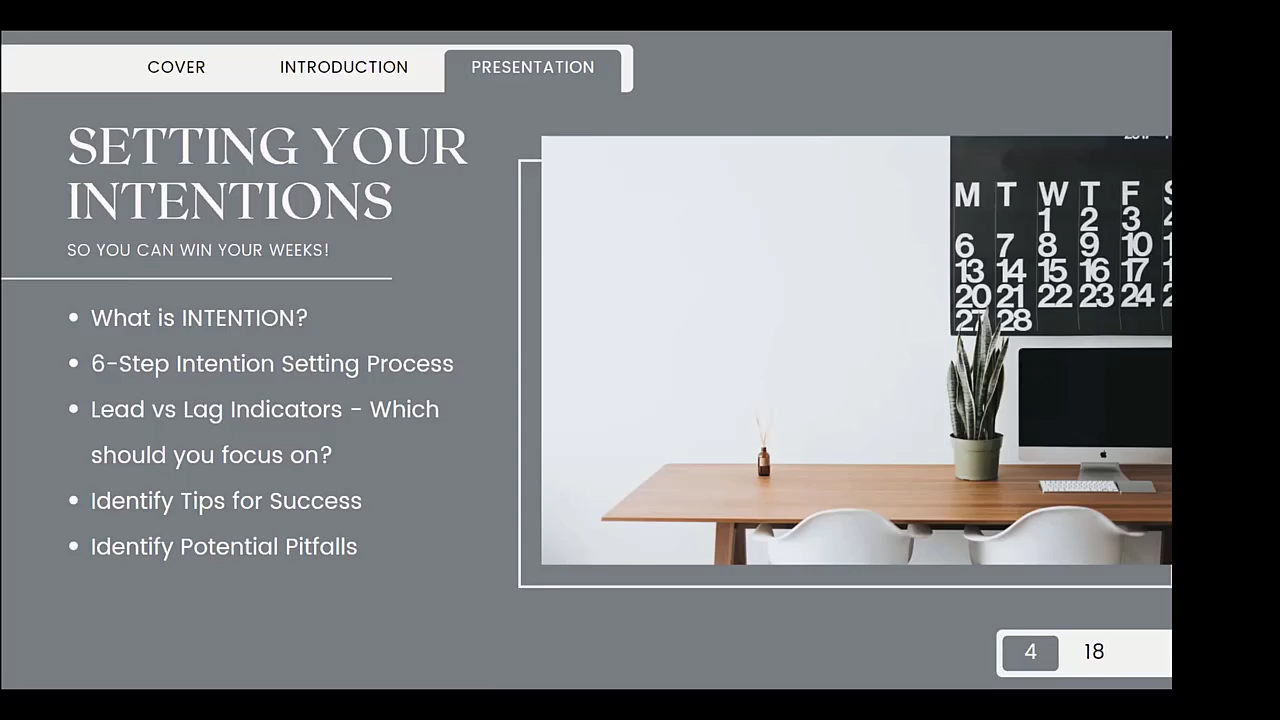 COVER INTRODUCTION PRESENTATION
SETTING YOUR
INTENTIONS
SO YOU CAN WIN YOUR WEEKS!
• What is INTENTION?
• 6-Step Intention Setting Process
• Lead vs Lag Indicators - Which
should you focus on?
• Identify Tips for Success
• Identify Potential Pitfalls
M T W T F S
1 2 3 4
6 7 8 9 10
13 14 15 16 17
20 21 22 23 24
27 28
4 18